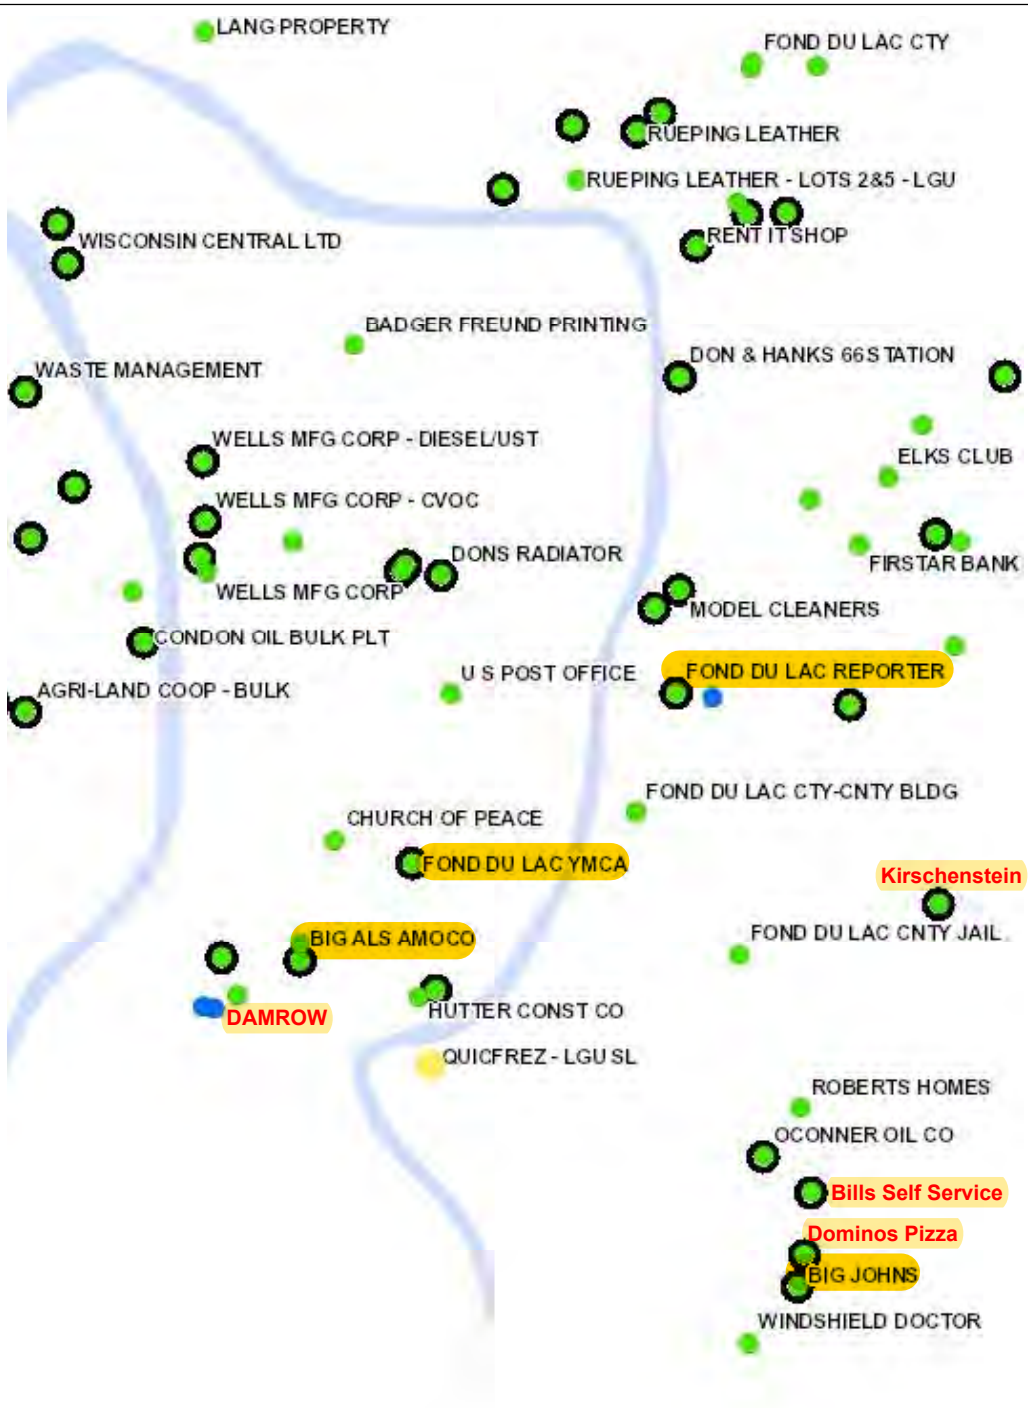 LANG PROPERTY
FOND DU LAC CTY
RUEPING LEATHER
RUEPING LEATHER - LOTS 2&5 - LGU
WISCONSIN CENTRAL LTD
RENT IT SHOP
BADGER FREUND PRINTING
DON & HANKS 66 STATION
WASTE MANAGEMENT
WELLS MFG CORP - DIESEL/UST
ELKS CLUB
WELLS MFG CORP - CVOC
DONS RADIATOR
FIRSTAR BANK
WELLS MFG CORP
MODEL CLEANERS
CONDON OIL BULK PLT
U S POST OFFICE
FOND DU LAC REPORTER
AGRI-LAND COOP - BULK
FOND DU LAC CTY-CNTY BLDG
CHURCH OF PEACE
FOND DU LAC YMCA
Kirschenstein
FOND DU LAC CNTY JAIL
BIG ALS AMOCO
DAMROW
HUTTER CONST CO
QUICFREZ - LGU SL
ROBERTS HOMES
OCONNER OIL CO
Bills Self Service
Dominos Pizza
BIG JOHNS
WINDSHIELD DOCTOR